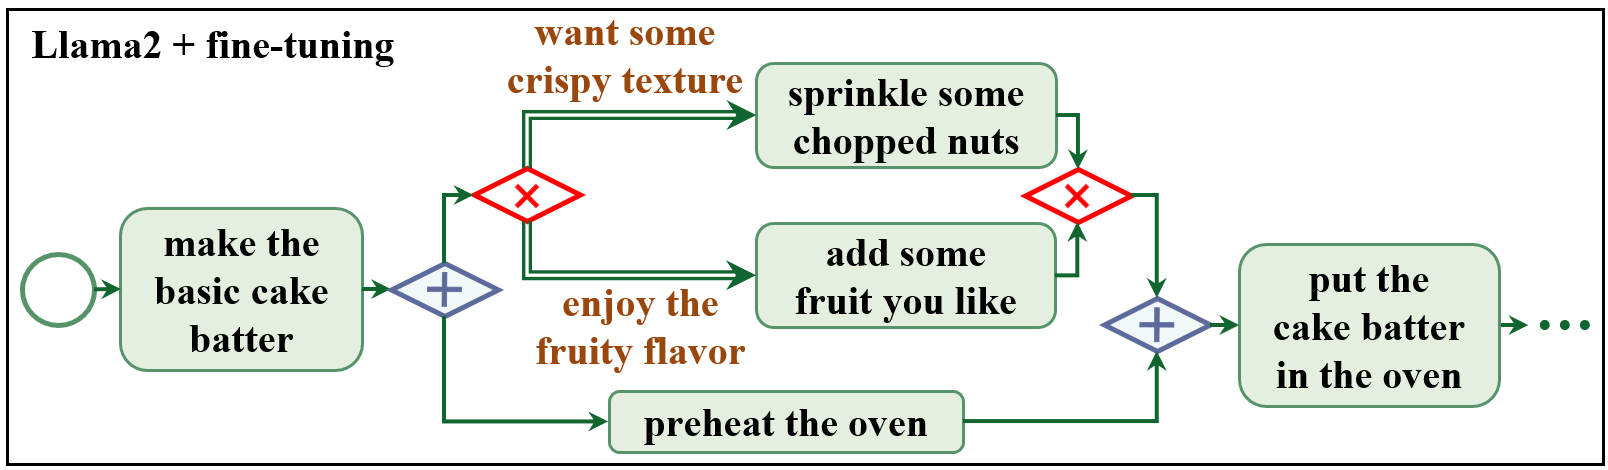 Llama2 + fine-tuning
want some
crispy texture
sprinkle some
chopped nuts
make the
basic cake
batter
add some
fruit you like
enjoy the
fruity flavor
preheat the oven
put the
cake batter
in the oven
...